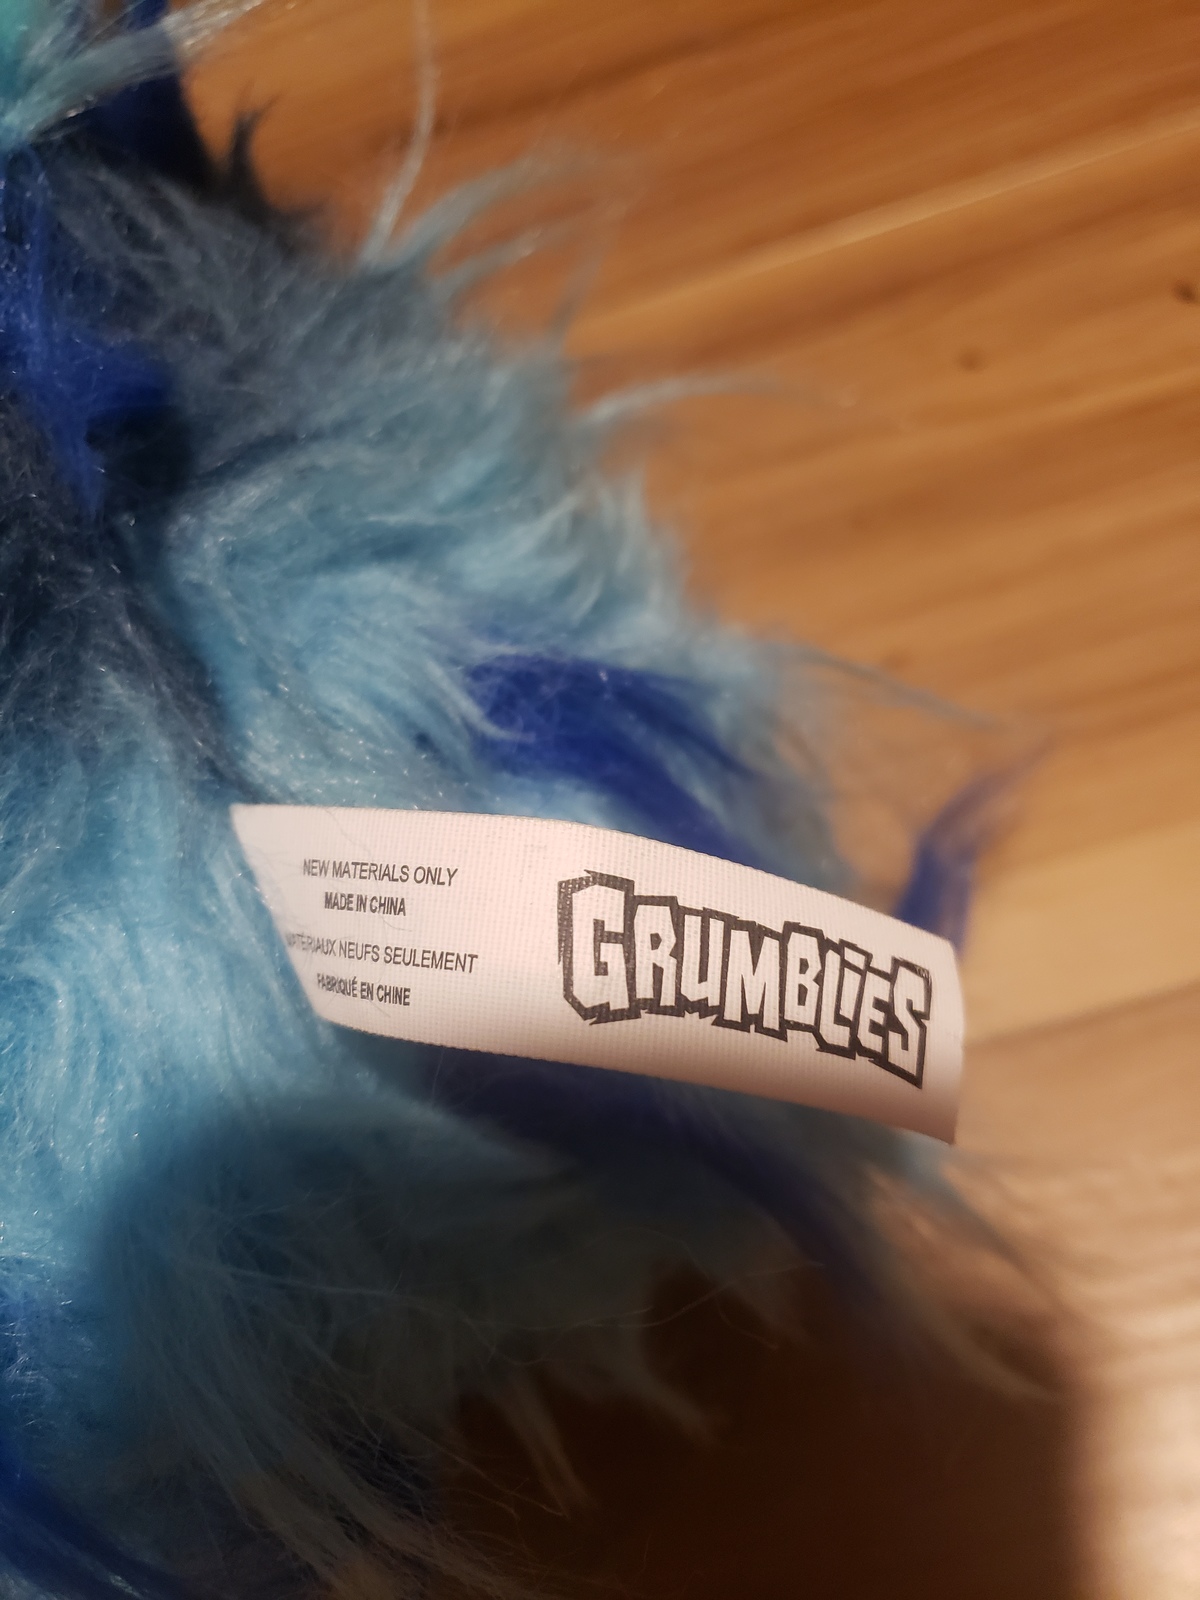 NEW MATERIALS ONLY
MADE IN CHINA
MATÉRIAUX NEUFS SEULEMENT
FABRIQUÉ EN CHINE
GRUMBLIES